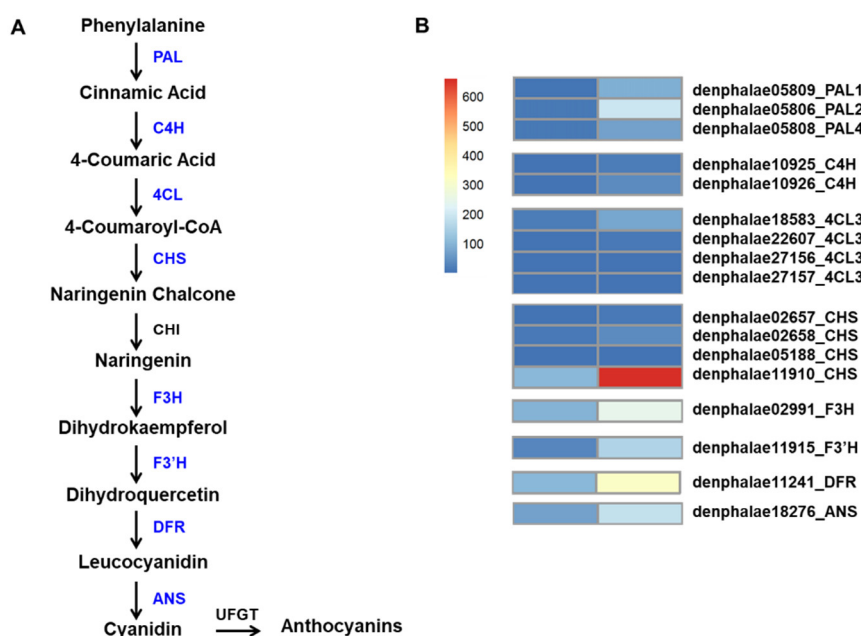 A
Phenylalanine
PAL
Cinnamic Acid
C4H
4-Coumaric Acid
4CL
4-Coumaroyl-CoA
CHS
Naringenin Chalcone
CHI
Naringenin
F3H
Dihydrokaempferol
F3'H
Dihydroquercetin
DFR
Leucocyanidin
ANS
Cyanidin
UFGT
Anthocyanins
B
600
500
400
300
200
100
denphalae05809_PAL1
denphalae05806_PAL2
denphalae05808_PAL4
denphalae10925_C4H
denphalae10926_C4H
denphalae18583_4CL3
denphalae22607_4CL3
denphalae27156_4CL3
denphalae27157_4CL3
denphalae02657_CHS
denphalae02658_CHS
denphalae05188_CHS
denphalae11910_CHS
denphalae02991_F3H
denphalae11915_F3'H
denphalae11241_DFR
denphalae18276_ANS